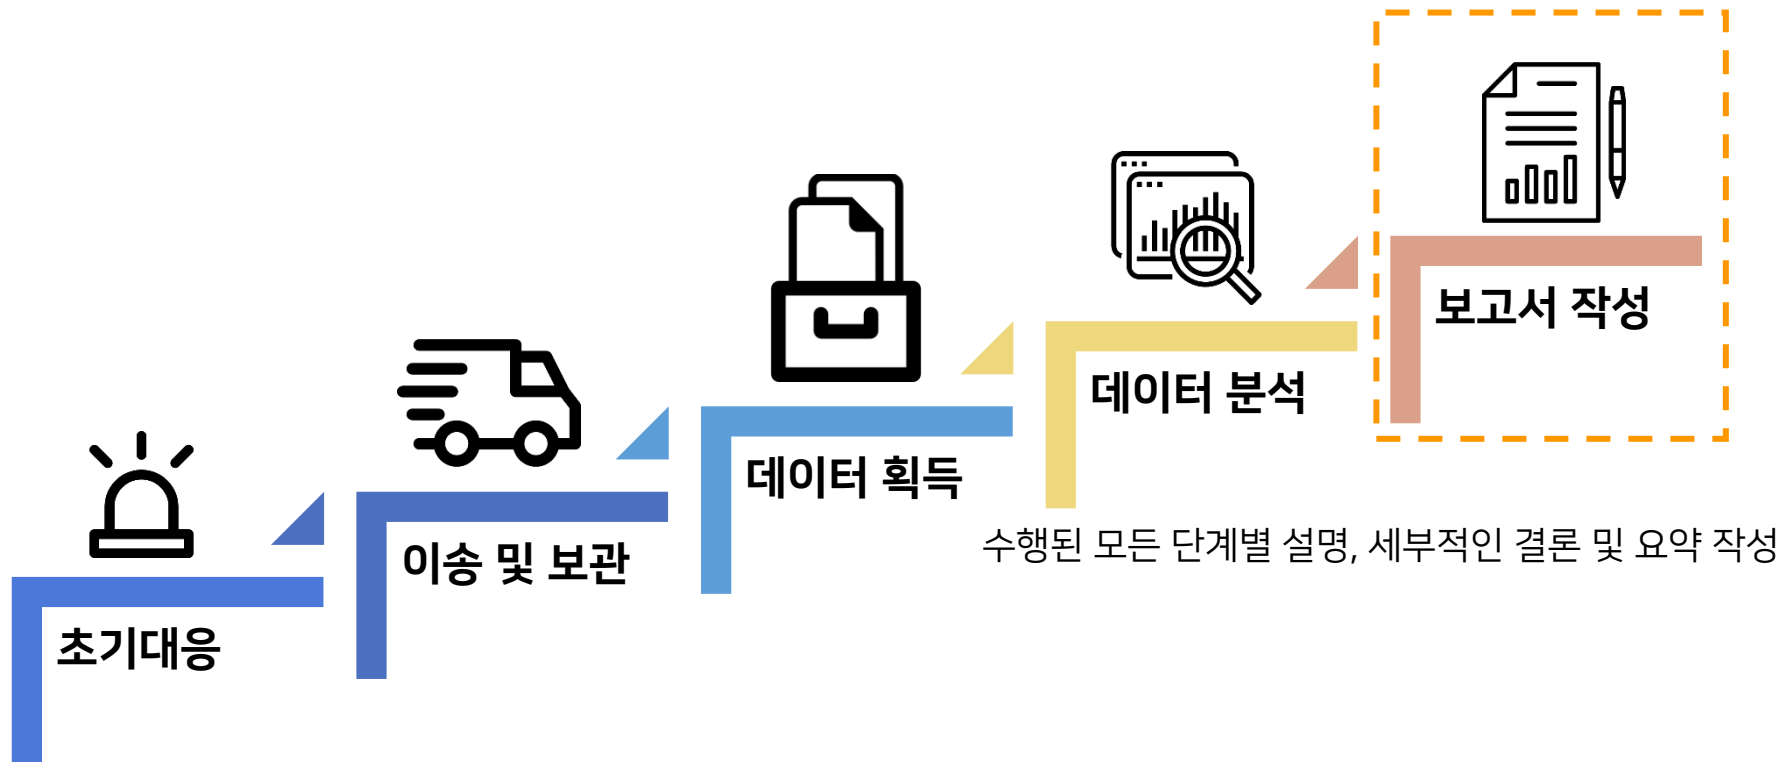 초기대응
이송 및 보관
데이터 획득
데이터 분석
보고서 작성
수행된 모든 단계별 설명, 세부적인 결론 및 요약 작성